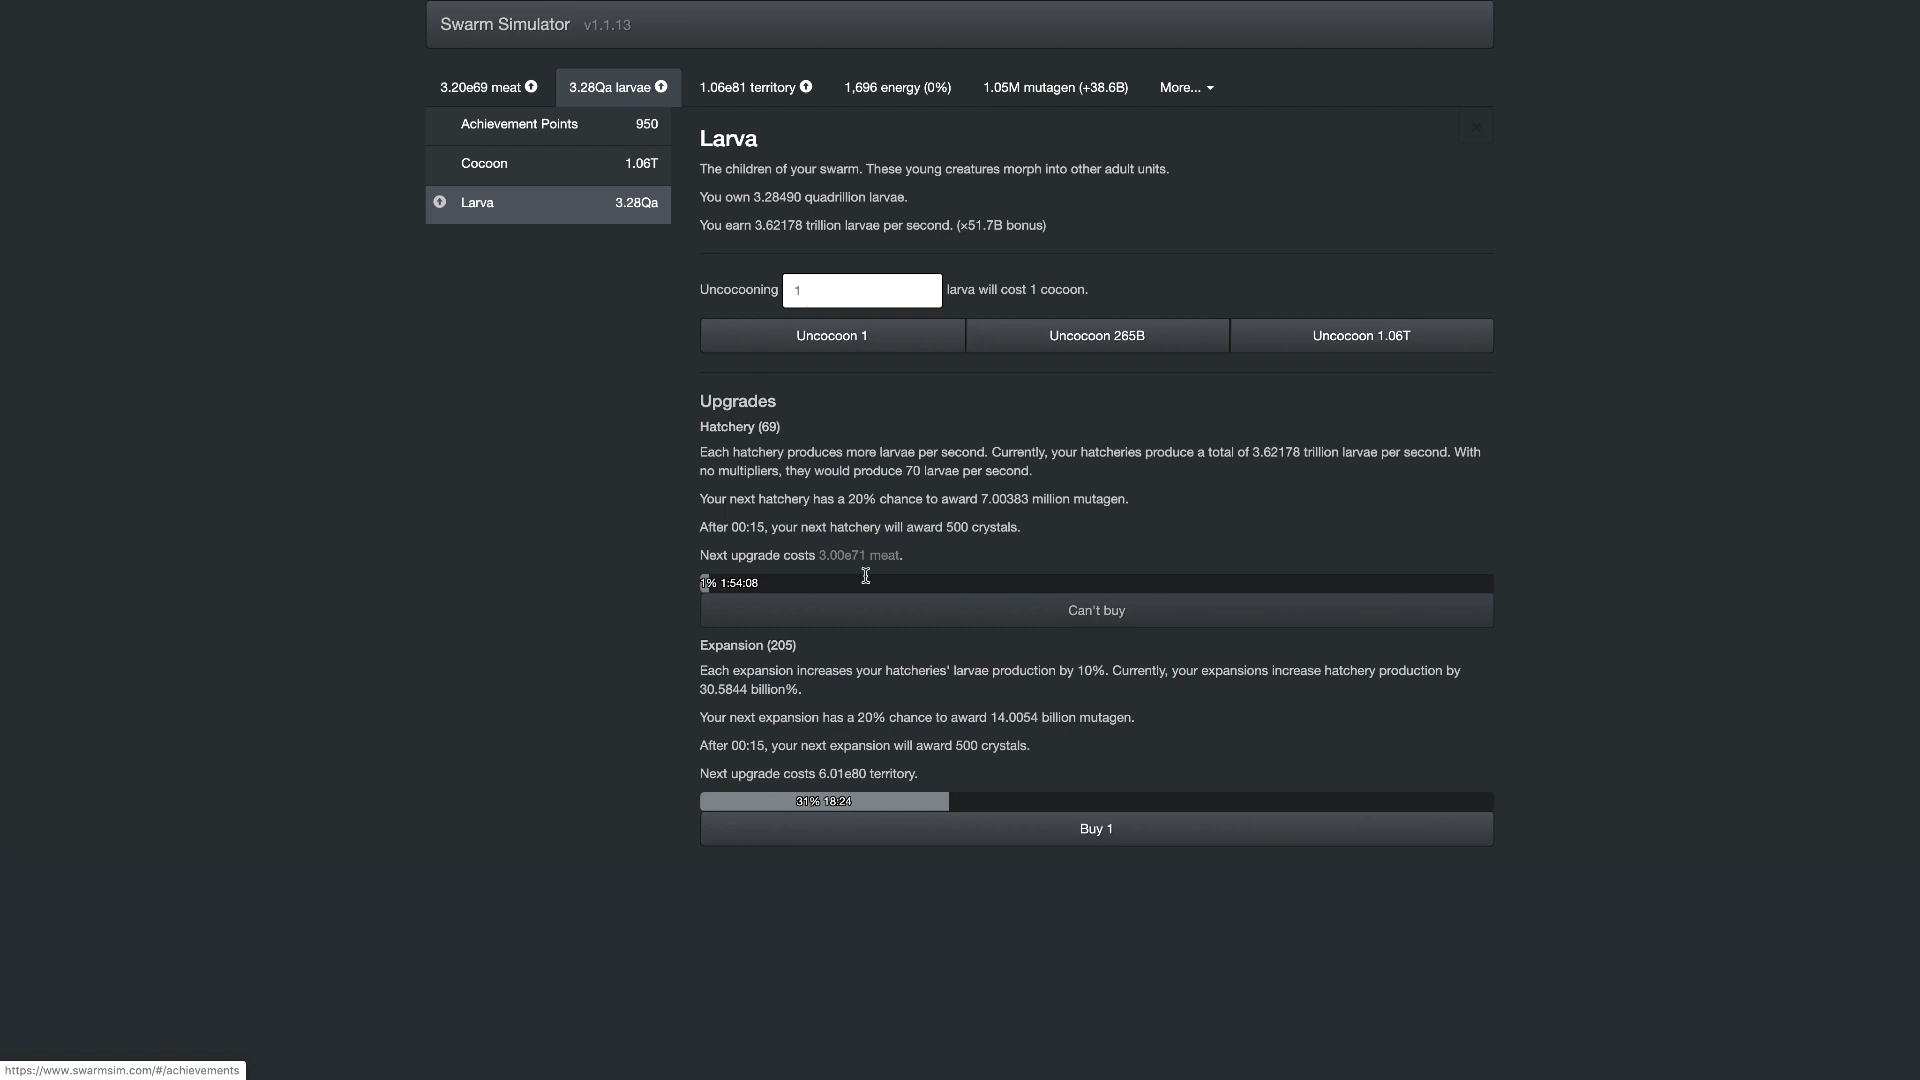 Swarm Simulator v1.1.13
3.20e69 meat
3.28Qa larvae
1.06e81 territory
1,696 energy (0%)
1.05M mutagen (+38.6B)
More...
Achievement Points 950
Cocoon 1.06T
Larva 3.28Qa
Larva
The children of your swarm. These young creatures morph into other adult units.
You own 3.28490 quadrillion larvae.
You earn 3.62178 trillion larvae per second. (×51.7B bonus)
Uncocooning 1 larva will cost 1 cocoon.
Uncocoon 1
Uncocoon 265B
Uncocoon 1.06T
Upgrades
Hatchery (69)
Each hatchery produces more larvae per second. Currently, your hatcheries produce a total of 3.62178 trillion larvae per second. With
no multipliers, they would produce 70 larvae per second.
Your next hatchery has a 20% chance to award 7.00383 million mutagen.
After 00:15, your next hatchery will award 500 crystals.
Next upgrade costs 3.00e71 meat.
1% 1:54:08
Can't buy
Expansion (205)
Each expansion increases your hatcheries' larvae production by 10%. Currently, your expansions increase hatchery production by
30.5844 billion%.
Your next expansion has a 20% chance to award 14.0054 billion mutagen.
After 00:15, your next expansion will award 500 crystals.
Next upgrade costs 6.01e80 territory.
31% 18:24
Buy 1
https://www.swarmsim.com/#/achievements